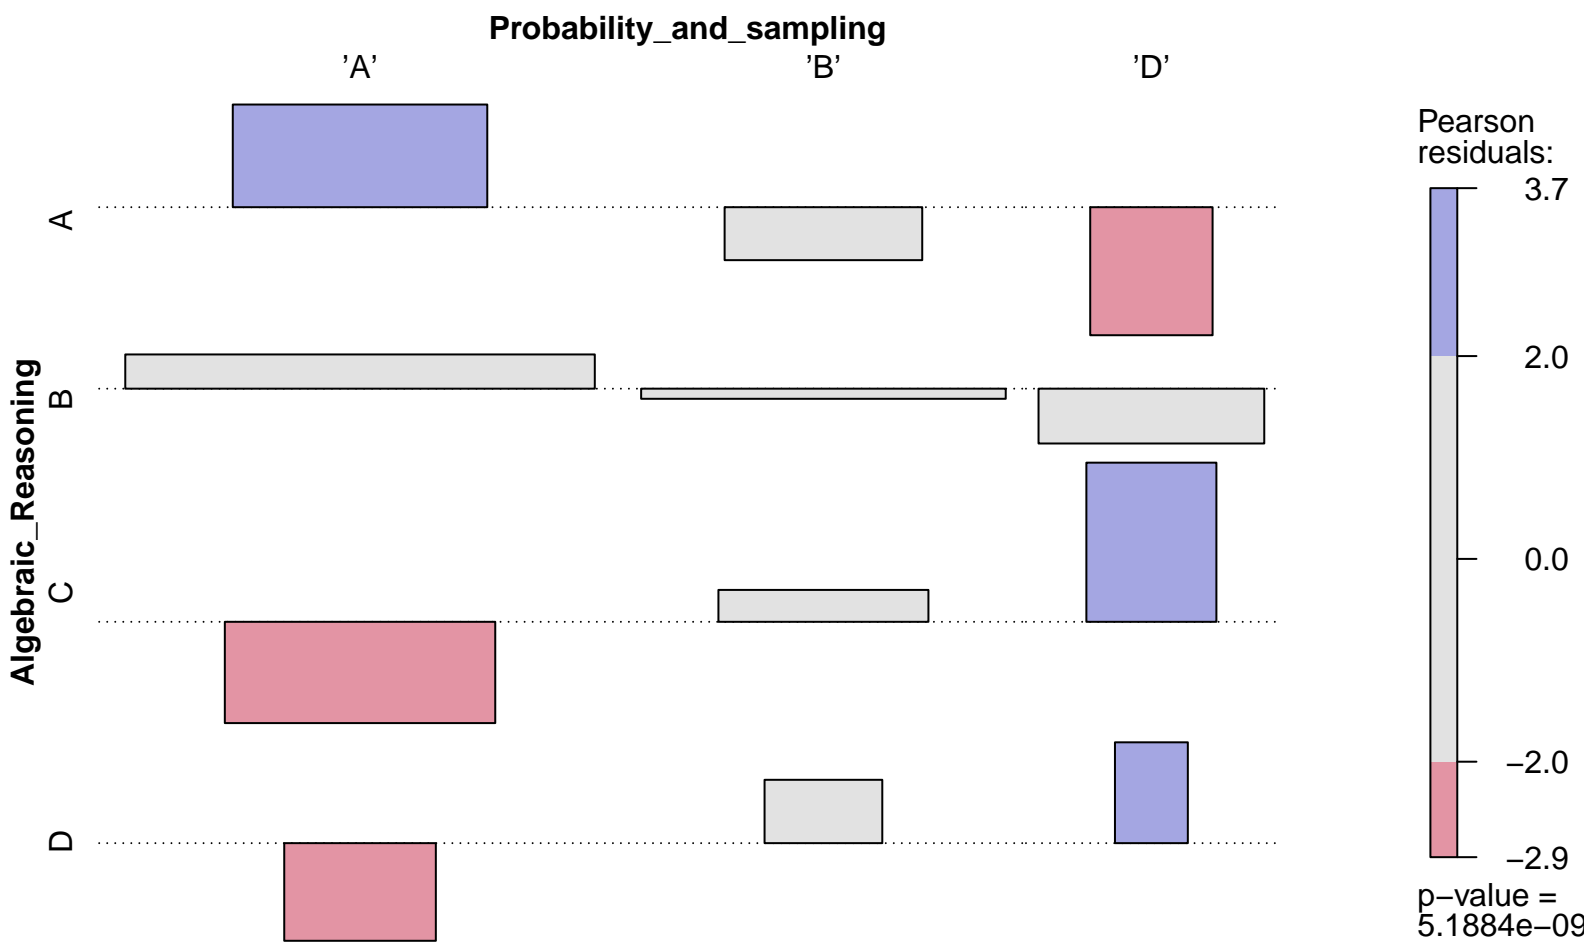 Probability_and_sampling
’A’ ’B’ ’D’
Algebraic_Reasoning
A
B
C
D
Pearson
residuals:
3.7
2.0
0.0
−2.0
−2.9
p−value =
5.1884e−09